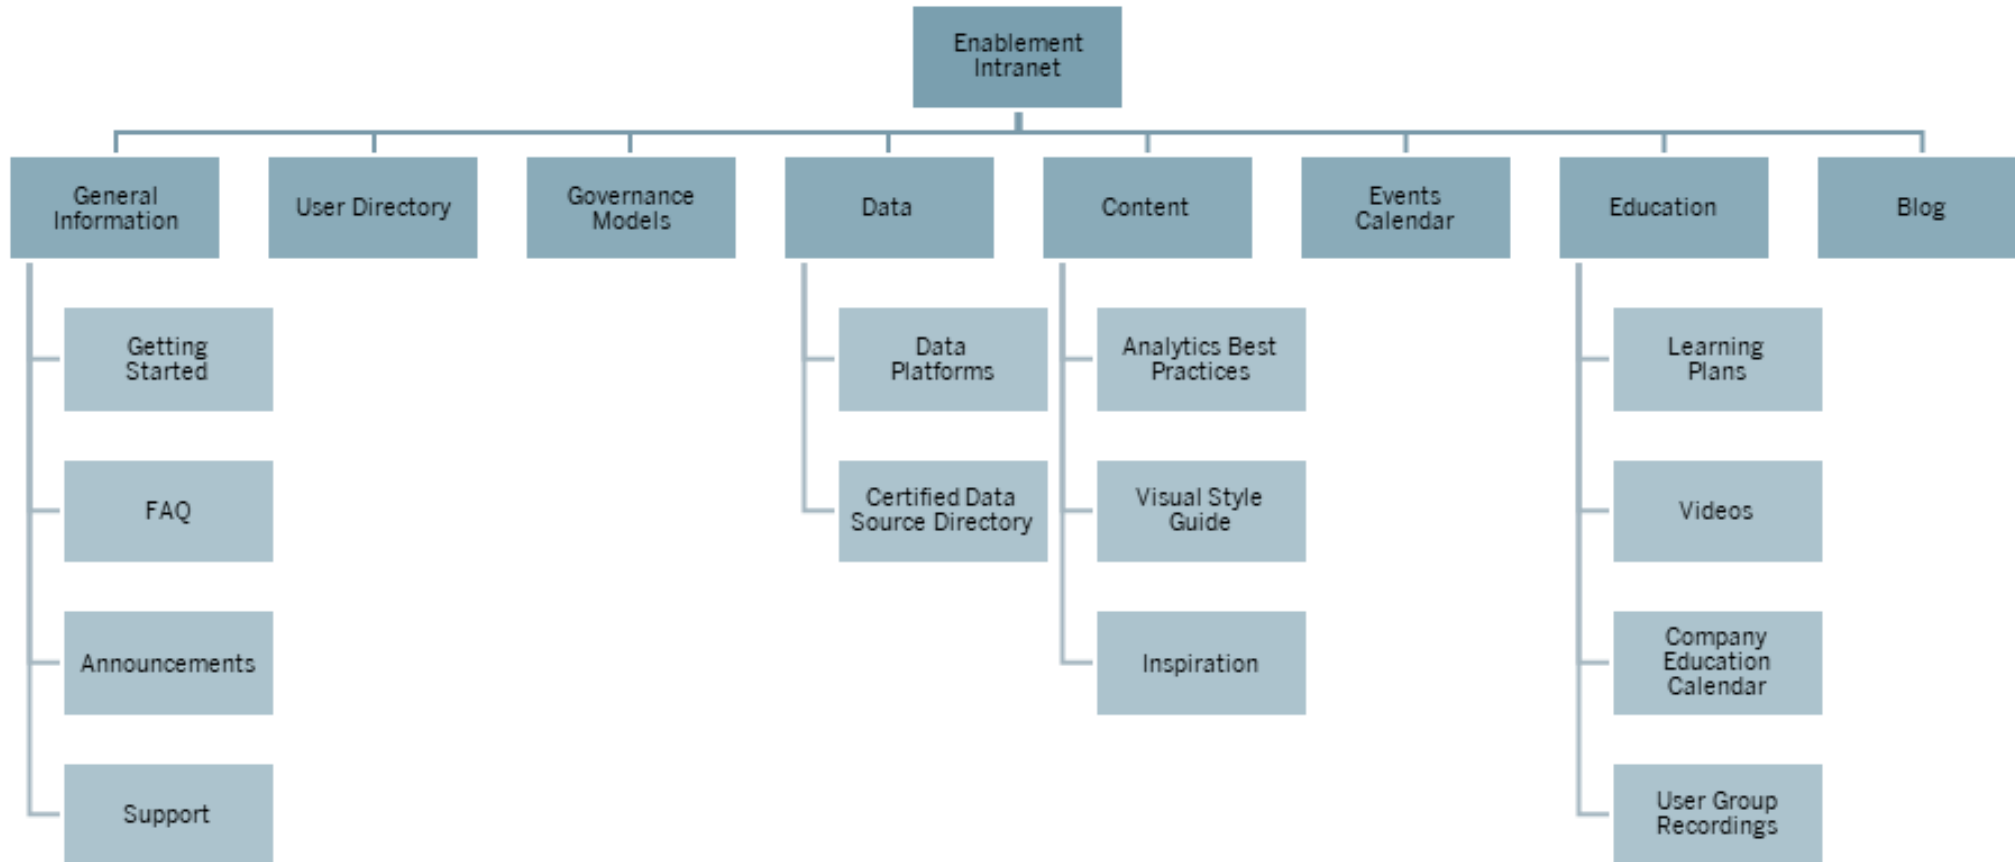 Enablement
Intranet
General
Information
User Directory
Governance
Models
Data
Content
Events
Calendar
Education
Blog
Getting
Started
Data
Platforms
Analytics Best
Practices
Learning
Plans
FAQ
Certified Data
Source Directory
Visual Style
Guide
Videos
Announcements
Inspiration
Company
Education
Calendar
Support
User Group
Recordings